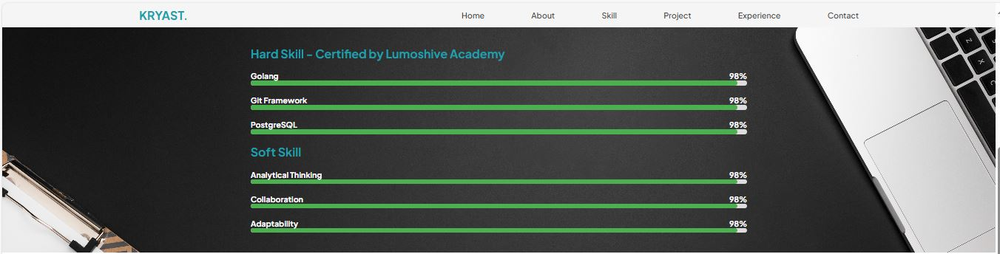 KRYAST.
Home About Skill Project Experience Contact
Hard Skill - Certified by Lumoshive Academy
Golang 98%
Git Framework 98%
PostgreSQL 98%
Soft Skill
Analytical Thinking 98%
Collaboration 98%
Adaptability 98%